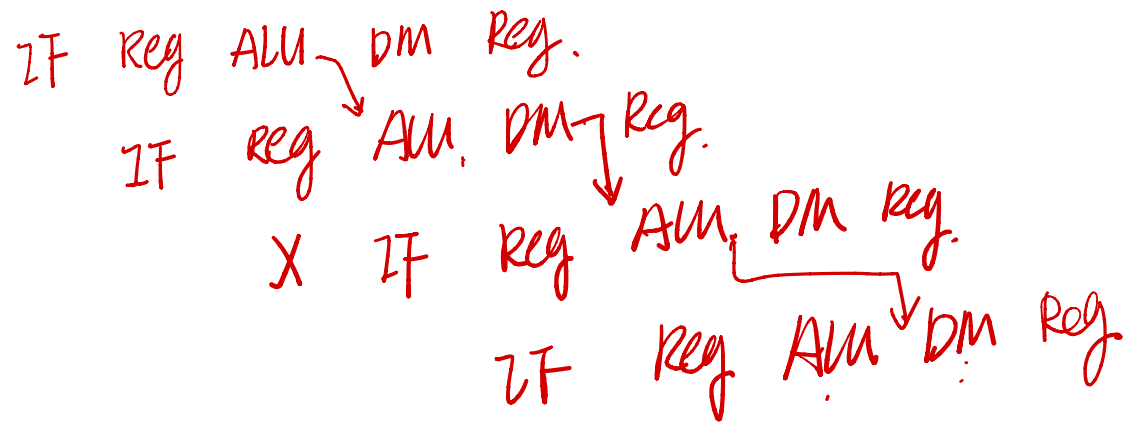 IF Reg ALU DM Reg.
IF Reg ALU. DM Reg.
X IF Reg ALU. DM Reg.
IF Reg ALU. DM. Reg